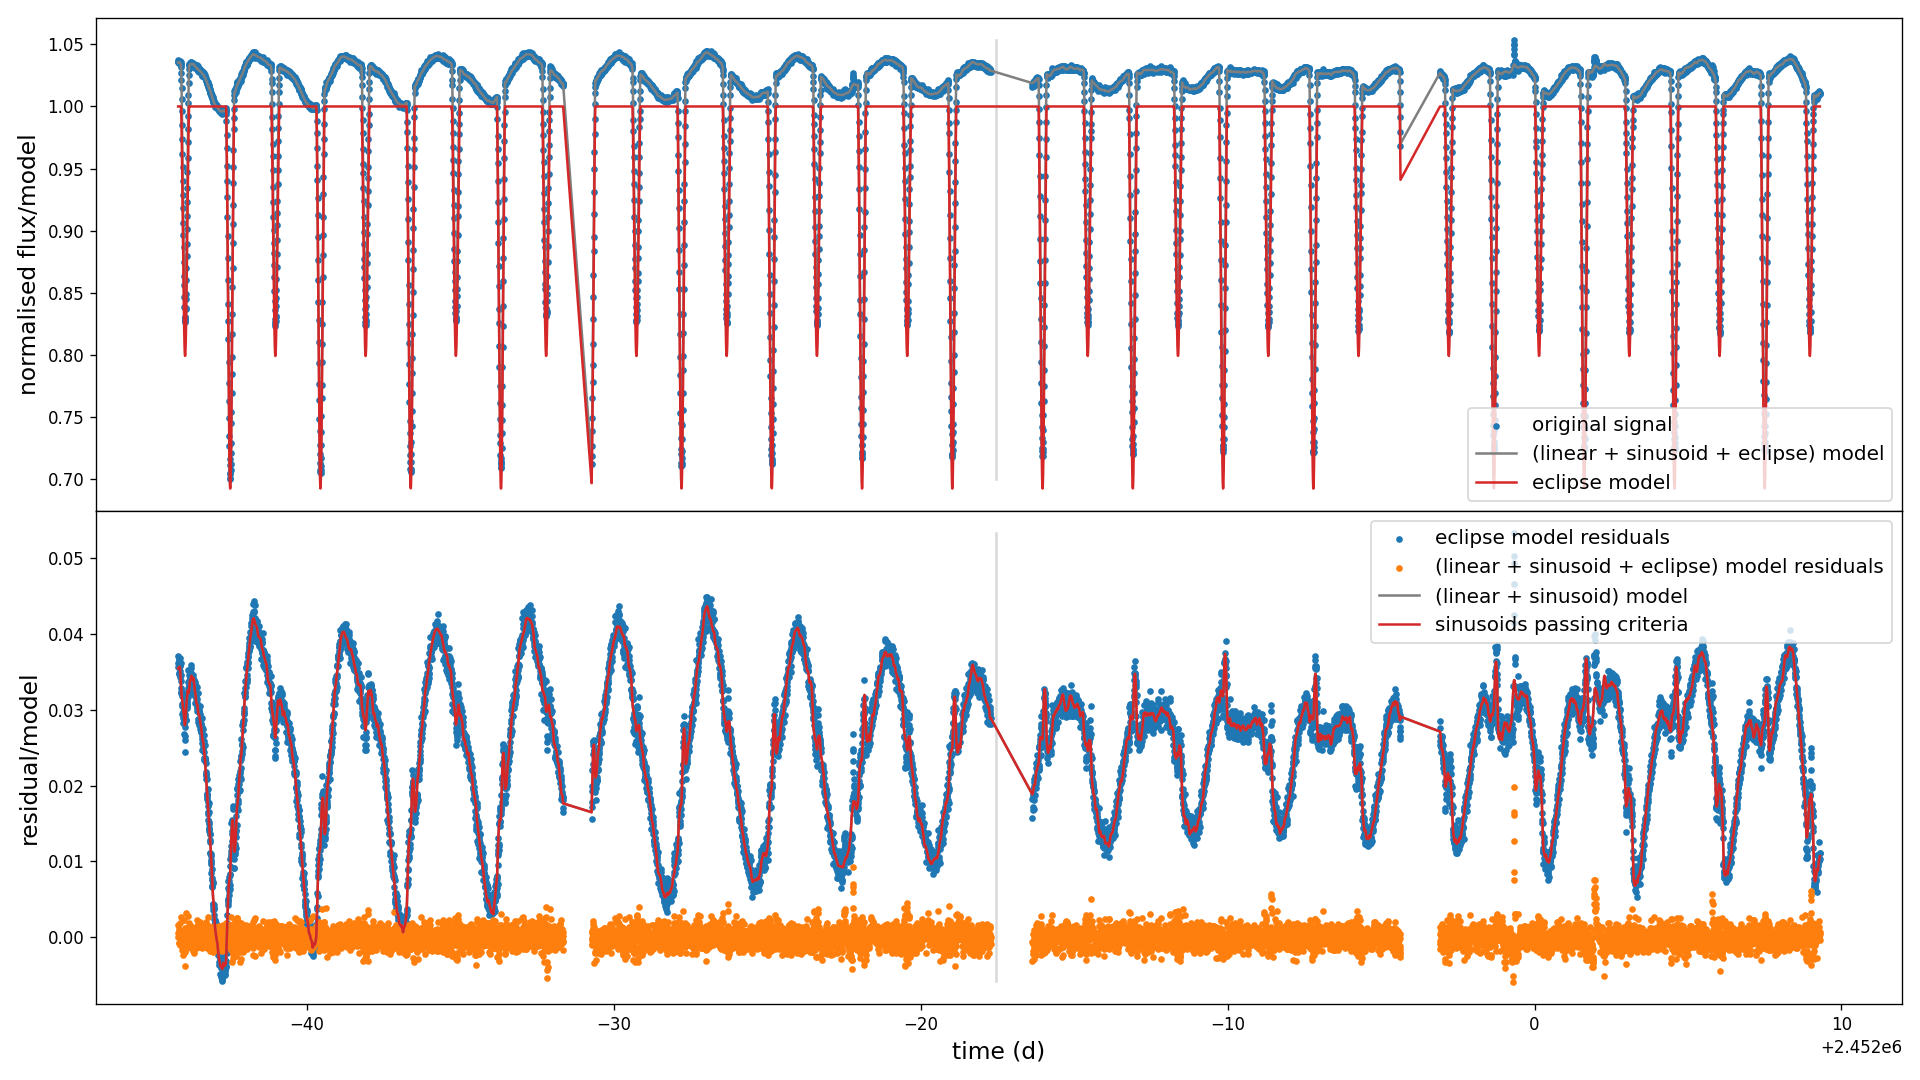 normalised flux/model
1.05
1.00
0.95
0.90
0.85
0.80
0.75
0.70
original signal
(linear + sinusoid + eclipse) model
eclipse model
residual/model
0.05
0.04
0.03
0.02
0.01
0.00
eclipse model residuals
(linear + sinusoid + eclipse) model residuals
(linear + sinusoid) model
sinusoids passing criteria
−40 −30 −20 −10 0 10
time (d)
+2.452e6